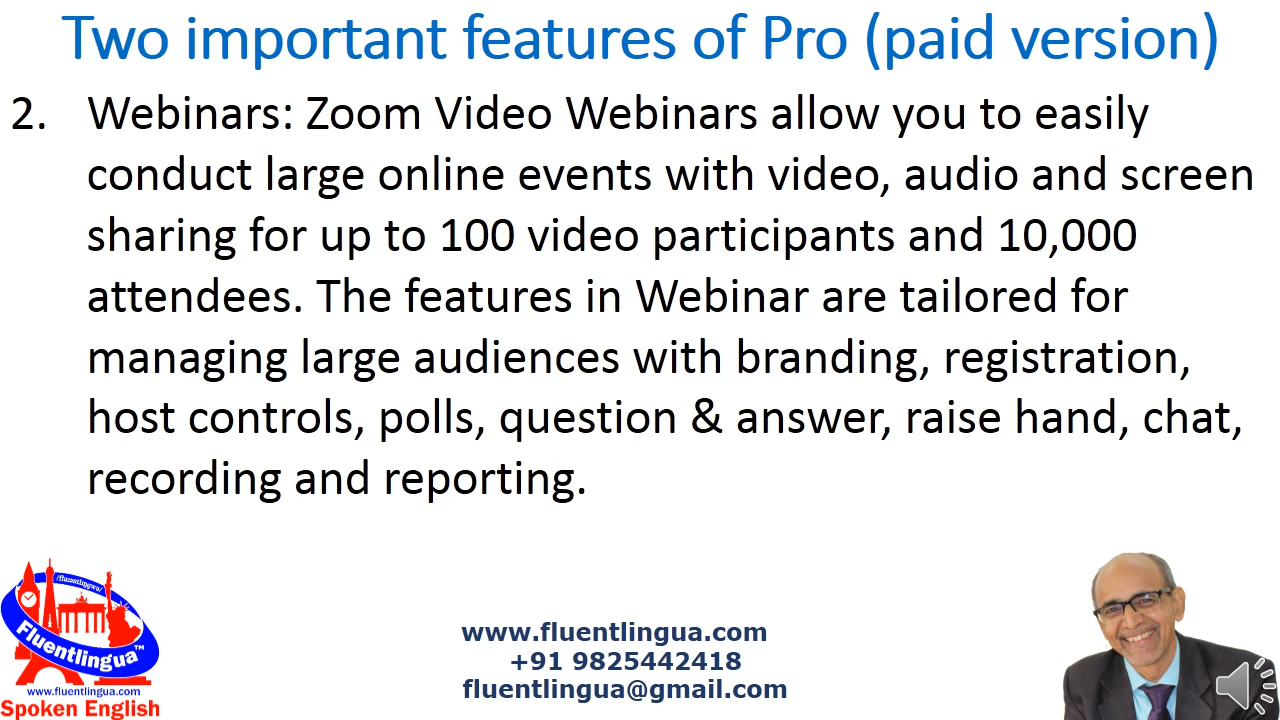 Two important features of Pro (paid version)
2. Webinars: Zoom Video Webinars allow you to easily
conduct large online events with video, audio and screen
sharing for up to 100 video participants and 10,000
attendees. The features in Webinar are tailored for
managing large audiences with branding, registration,
host controls, polls, question & answer, raise hand, chat,
recording and reporting.
Fluentlingua™
www.fluentlingua.com
Spoken English
www.fluentlingua.com
+91 9825442418
fluentlingua@gmail.com